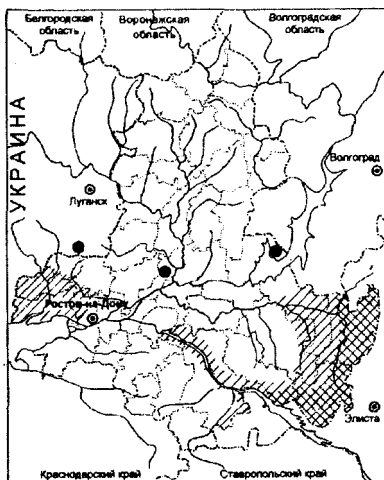 Белгородская
область
Воронежская
область
Волгоградская
область
УКРАИНА
Волгоград
Луганск
Ростов-на-Дону
Элиста
Краснодарский край
Ставропольский край